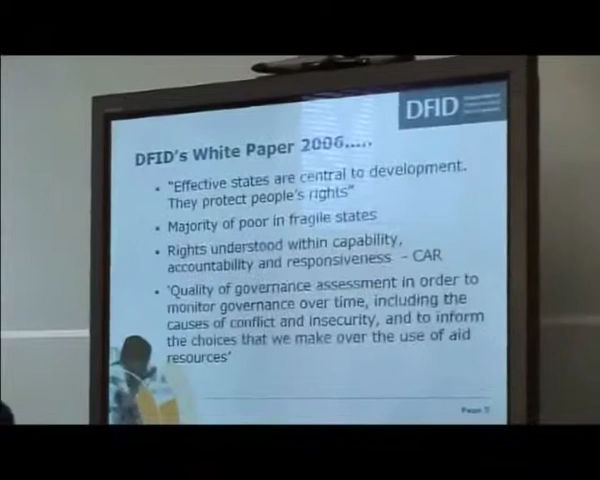 DFID
DFID's White Paper 2006.....
• "Effective states are central to development.
They protect people's rights"
• Majority of poor in fragile states
• Rights understood within capability,
accountability and responsiveness - CAR
• 'Quality of governance assessment in order to
monitor governance over time, including the
causes of conflict and insecurity, and to inform
the choices that we make over the use of aid
resources'
Page